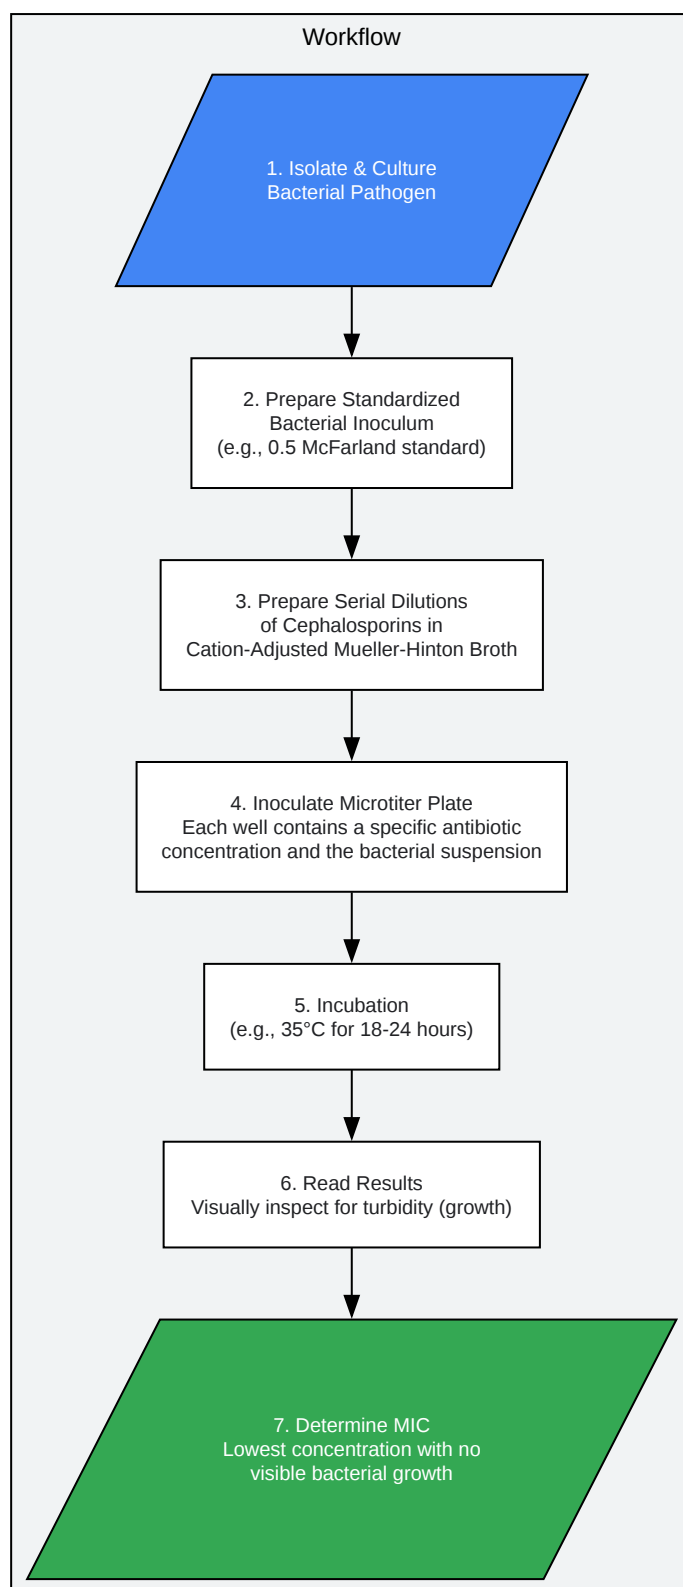 Workflow
1. Isolate & Culture
Bacterial Pathogen
2. Prepare Standardized
Bacterial Inoculum
(e.g., 0.5 McFarland standard)
3. Prepare Serial Dilutions
of Cephalosporins in
Cation-Adjusted Mueller-Hinton Broth
4. Inoculate Microtiter Plate
Each well contains a specific antibiotic
concentration and the bacterial suspension
5. Incubation
(e.g., 35°C for 18-24 hours)
6. Read Results
Visually inspect for turbidity (growth)
7. Determine MIC
Lowest concentration with no
visible bacterial growth